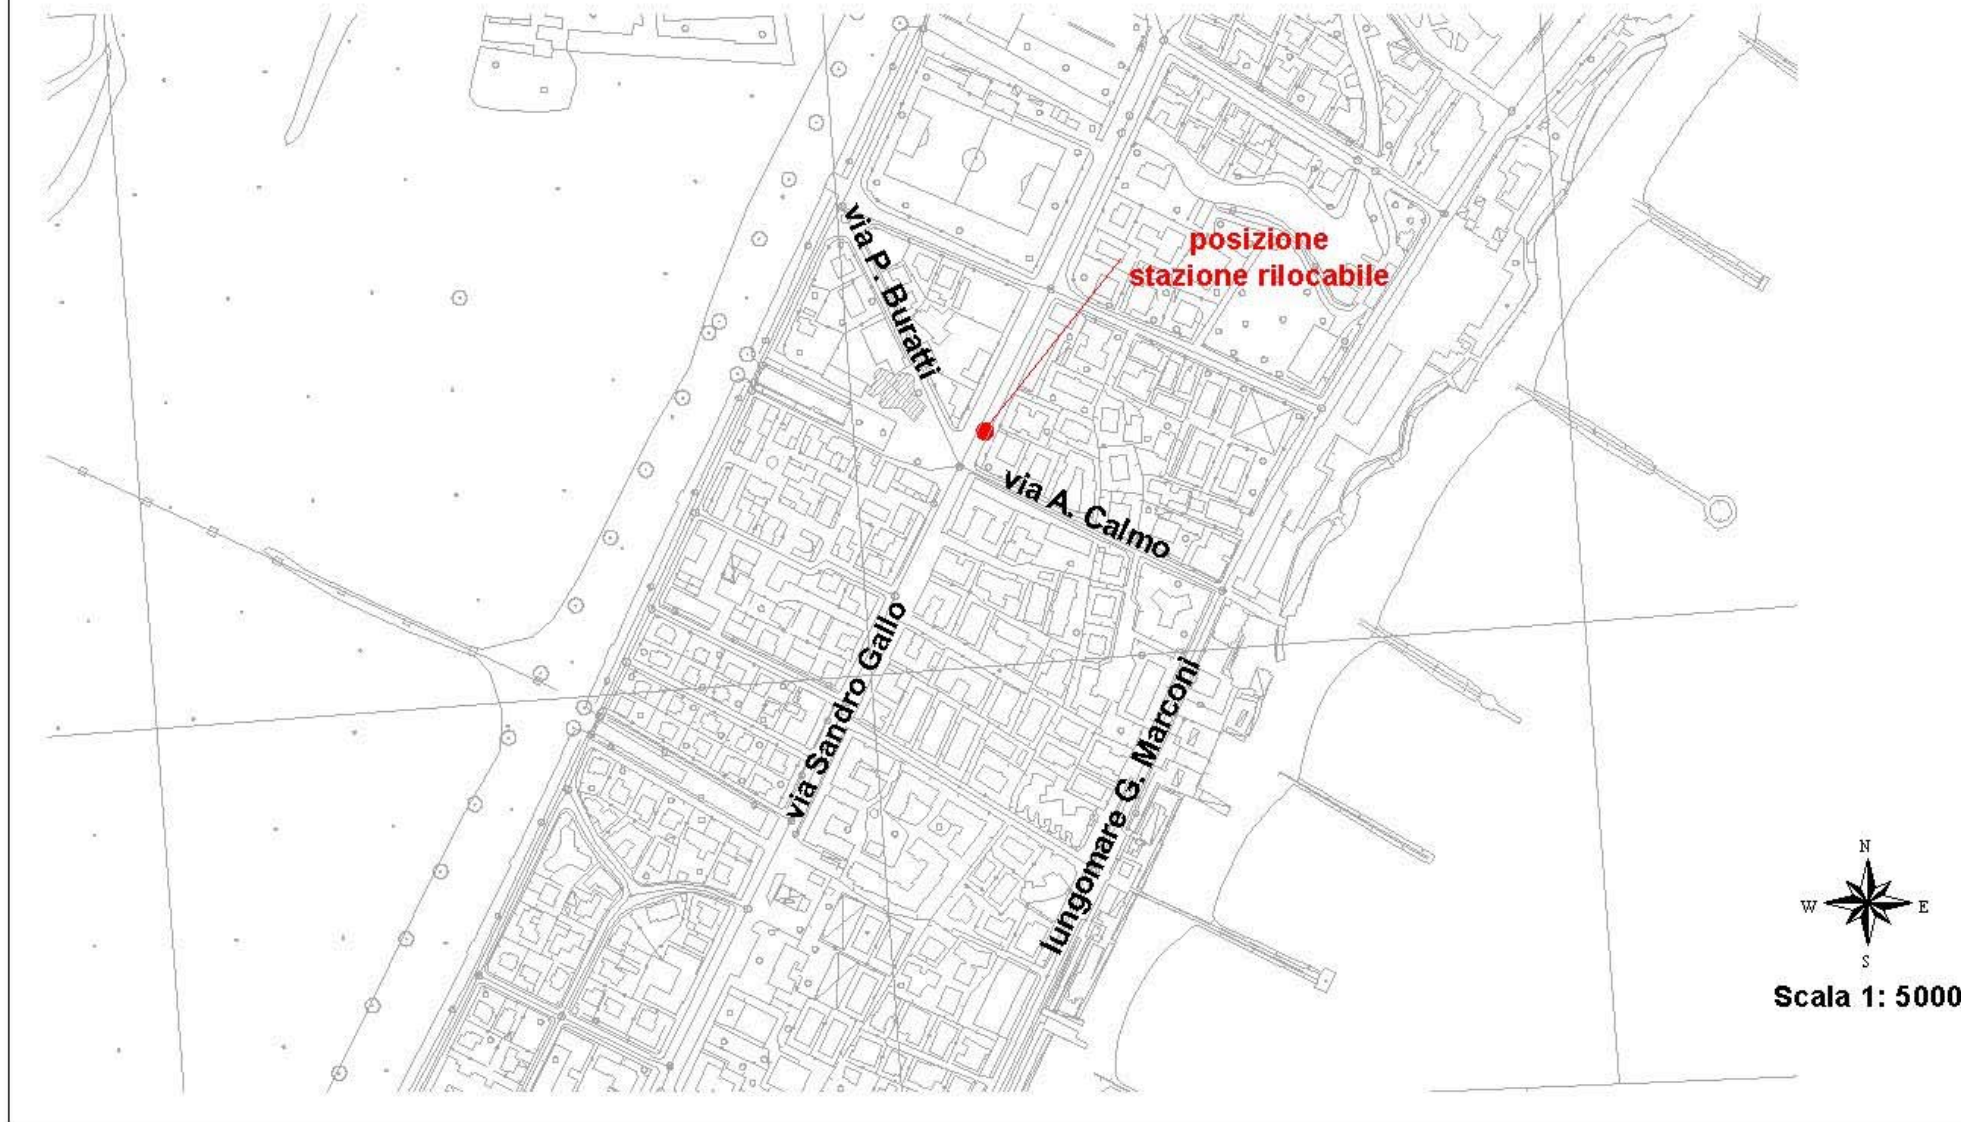 via P. Buratti
posizione
stazione rilocabile
via A. Calmo
via Sandro Gallo
lungomare G. Marconi
N
W
E
S
Scala 1: 5000